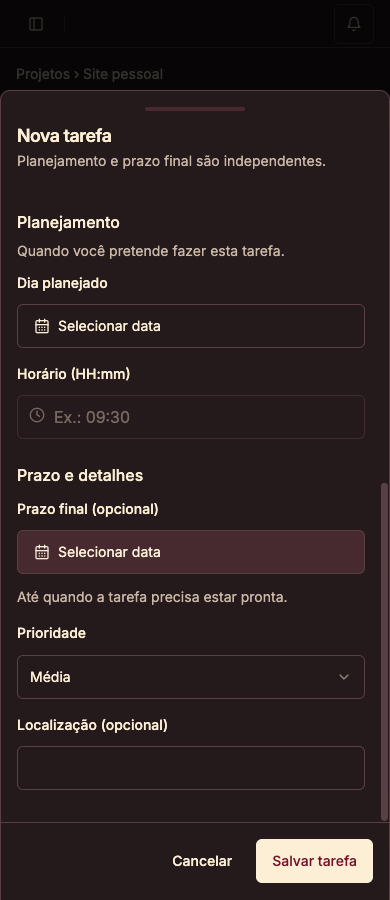 Projetos › Site pessoal
Nova tarefa
Planejamento e prazo final são independentes.
Planejamento
Quando você pretende fazer esta tarefa.
Dia planejado
Selecionar data
Horário (HH:mm)
Ex.: 09:30
Prazo e detalhes
Prazo final (opcional)
Selecionar data
Até quando a tarefa precisa estar pronta.
Prioridade
Média
Localização (opcional)
Cancelar
Salvar tarefa